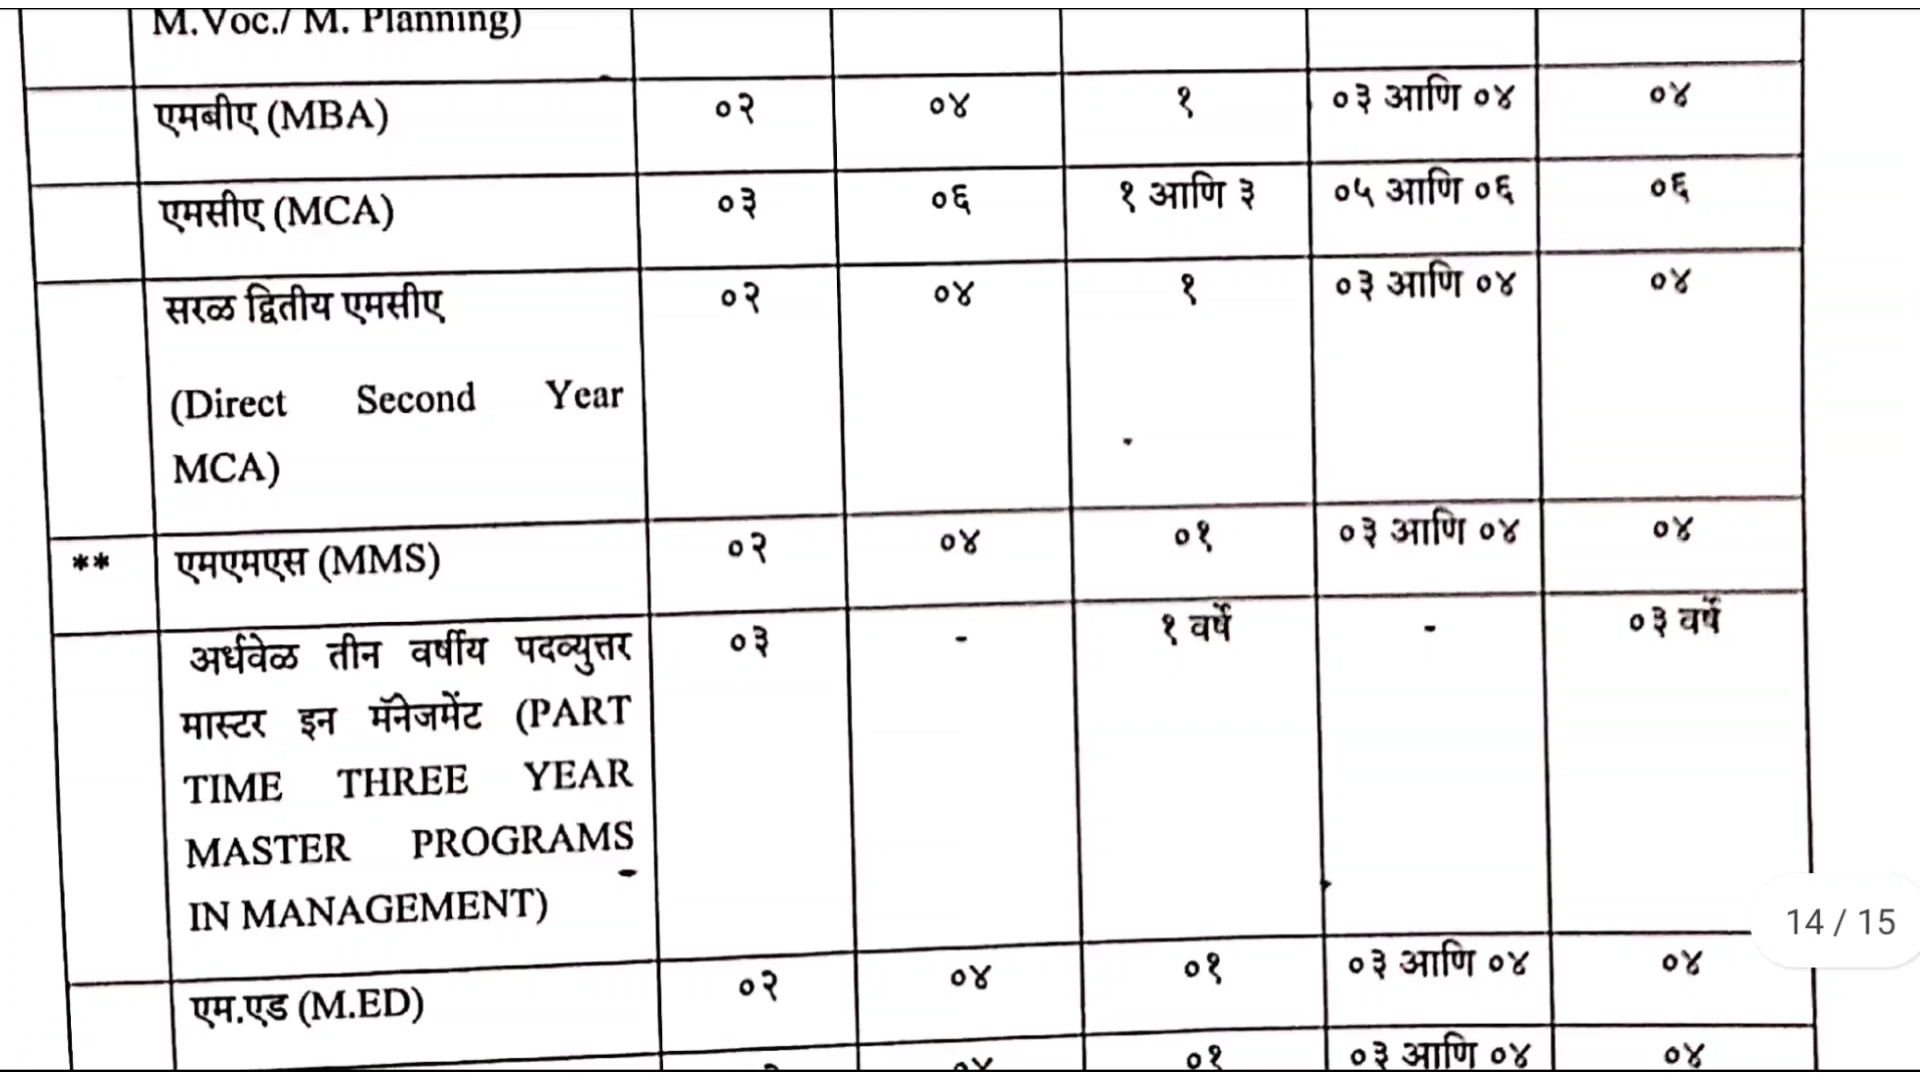 M.Voc./ M. Planning)
एमबीए (MBA) ०२ ०४ १ ०३ आणि ०४ ०४
एमसीए (MCA) ०३ ०६ १ आणि ३ ०५ आणि ०६ ०६
सरळ द्वितीय एमसीए ०२ ०४ १ ०३ आणि ०४ ०४
(Direct Second Year
MCA)
** एमएमएस (MMS) ०२ ०४ ०१ ०३ आणि ०४ ०४
अर्धवेळ तीन वर्षीय पदव्युत्तर ०३ - १ वर्षे - ०३ वर्षे
मास्टर इन मॅनेजमेंट (PART
TIME THREE YEAR
MASTER PROGRAMS
IN MANAGEMENT)
14 / 15
एम.एड (M.ED) ०२ ०४ ०१ ०३ आणि ०४ ०४
०१ ०३ आणि ०४ ०४